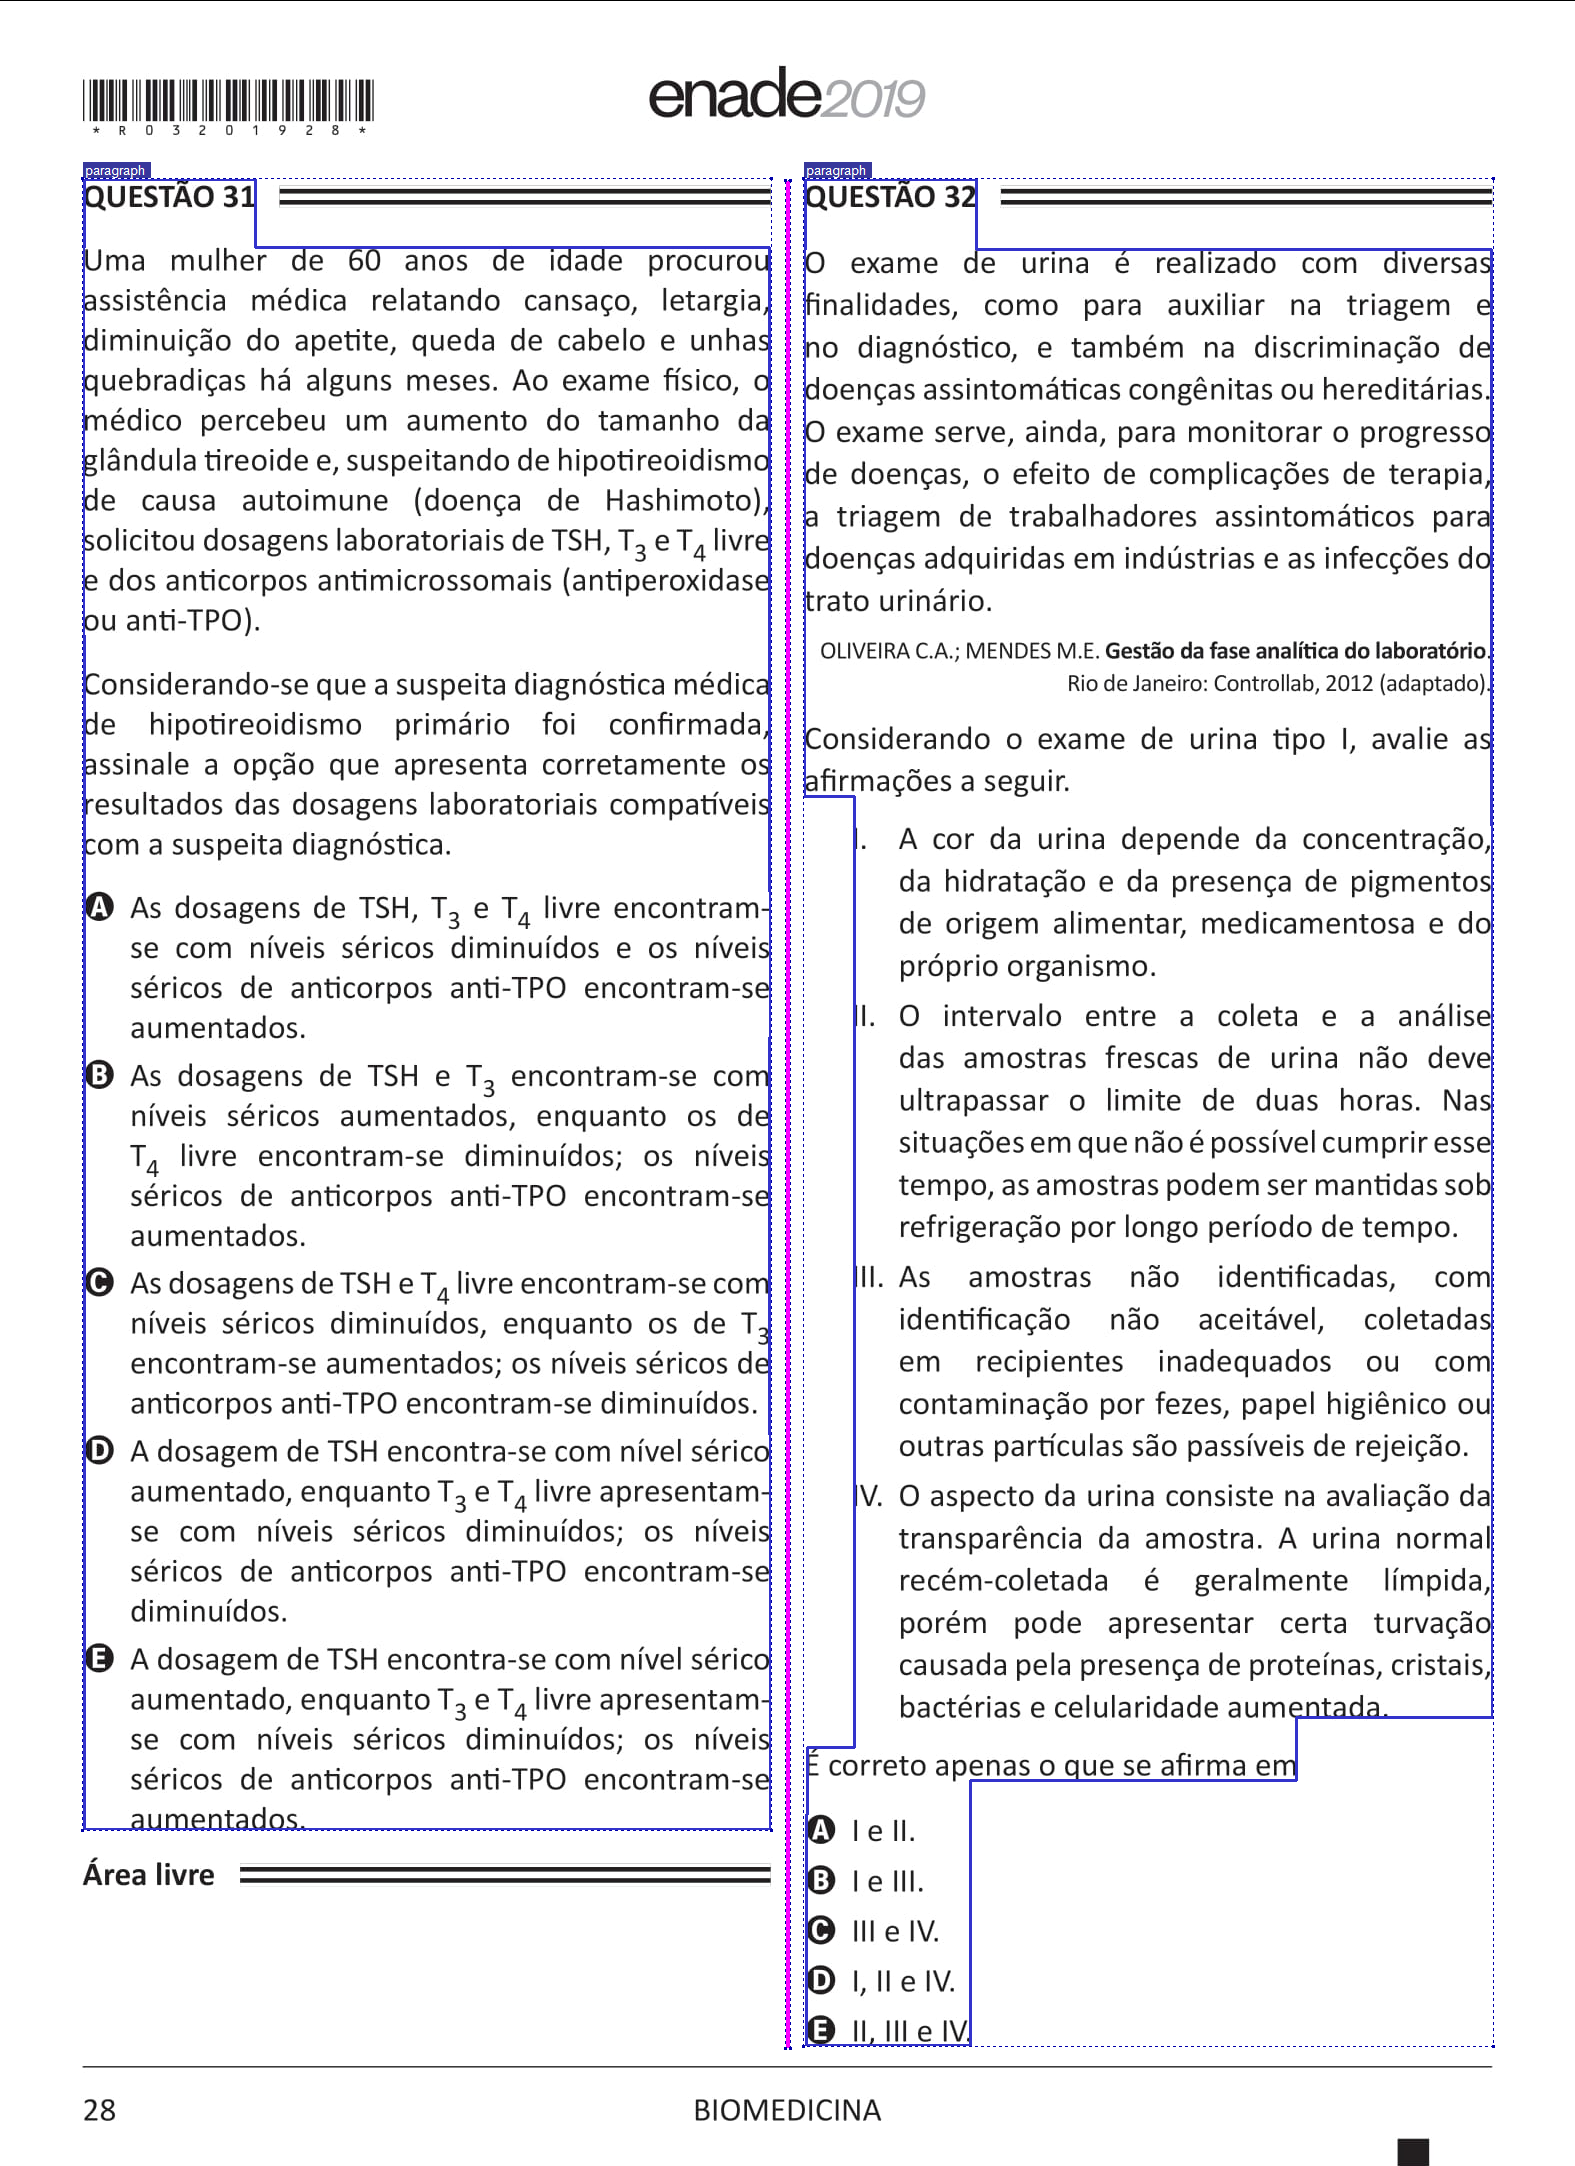 *R03201928*
enade2019
paragraph
QUESTÃO 31
Uma mulher de 60 anos de idade procurou
assistência médica relatando cansaço, letargia,
diminuição do apetite, queda de cabelo e unhas
quebradiças há alguns meses. Ao exame físico, o
médico percebeu um aumento do tamanho da
glândula tireoide e, suspeitando de hipotireoidismo
de causa autoimune (doença de Hashimoto),
solicitou dosagens laboratoriais de TSH, T3 e T4 livre
e dos anticorpos antimicrossomais (antiperoxidase
ou anti-TPO).
Considerando-se que a suspeita diagnóstica médica
de hipotireoidismo primário foi confirmada,
assinale a opção que apresenta corretamente os
resultados das dosagens laboratoriais compatíveis
com a suspeita diagnóstica.
A As dosagens de TSH, T3 e T4 livre encontram-
se com níveis séricos diminuídos e os níveis
séricos de anticorpos anti-TPO encontram-se
aumentados.
B As dosagens de TSH e T3 encontram-se com
níveis séricos aumentados, enquanto os de
T4 livre encontram-se diminuídos; os níveis
séricos de anticorpos anti-TPO encontram-se
aumentados.
C As dosagens de TSH e T4 livre encontram-se com
níveis séricos diminuídos, enquanto os de T3
encontram-se aumentados; os níveis séricos de
anticorpos anti-TPO encontram-se diminuídos.
D A dosagem de TSH encontra-se com nível sérico
aumentado, enquanto T3 e T4 livre apresentam-
se com níveis séricos diminuídos; os níveis
séricos de anticorpos anti-TPO encontram-se
diminuídos.
E A dosagem de TSH encontra-se com nível sérico
aumentado, enquanto T3 e T4 livre apresentam-
se com níveis séricos diminuídos; os níveis
séricos de anticorpos anti-TPO encontram-se
aumentados.
Área livre
paragraph
QUESTÃO 32
O exame de urina é realizado com diversas
finalidades, como para auxiliar na triagem e
no diagnóstico, e também na discriminação de
doenças assintomáticas congênitas ou hereditárias.
O exame serve, ainda, para monitorar o progresso
de doenças, o efeito de complicações de terapia,
a triagem de trabalhadores assintomáticos para
doenças adquiridas em indústrias e as infecções do
trato urinário.
OLIVEIRA C.A.; MENDES M.E. Gestão da fase analítica do laboratório.
Rio de Janeiro: Controllab, 2012 (adaptado).
Considerando o exame de urina tipo I, avalie as
afirmações a seguir.
I. A cor da urina depende da concentração,
da hidratação e da presença de pigmentos
de origem alimentar, medicamentosa e do
próprio organismo.
II. O intervalo entre a coleta e a análise
das amostras frescas de urina não deve
ultrapassar o limite de duas horas. Nas
situações em que não é possível cumprir esse
tempo, as amostras podem ser mantidas sob
refrigeração por longo período de tempo.
III. As amostras não identificadas, com
identificação não aceitável, coletadas
em recipientes inadequados ou com
contaminação por fezes, papel higiênico ou
outras partículas são passíveis de rejeição.
IV. O aspecto da urina consiste na avaliação da
transparência da amostra. A urina normal
recém-coletada é geralmente límpida,
porém pode apresentar certa turvação
causada pela presença de proteínas, cristais,
bactérias e celularidade aumentada.
É correto apenas o que se afirma em
A I e II.
B I e III.
C III e IV.
D I, II e IV.
E II, III e IV.
28
BIOMEDICINA